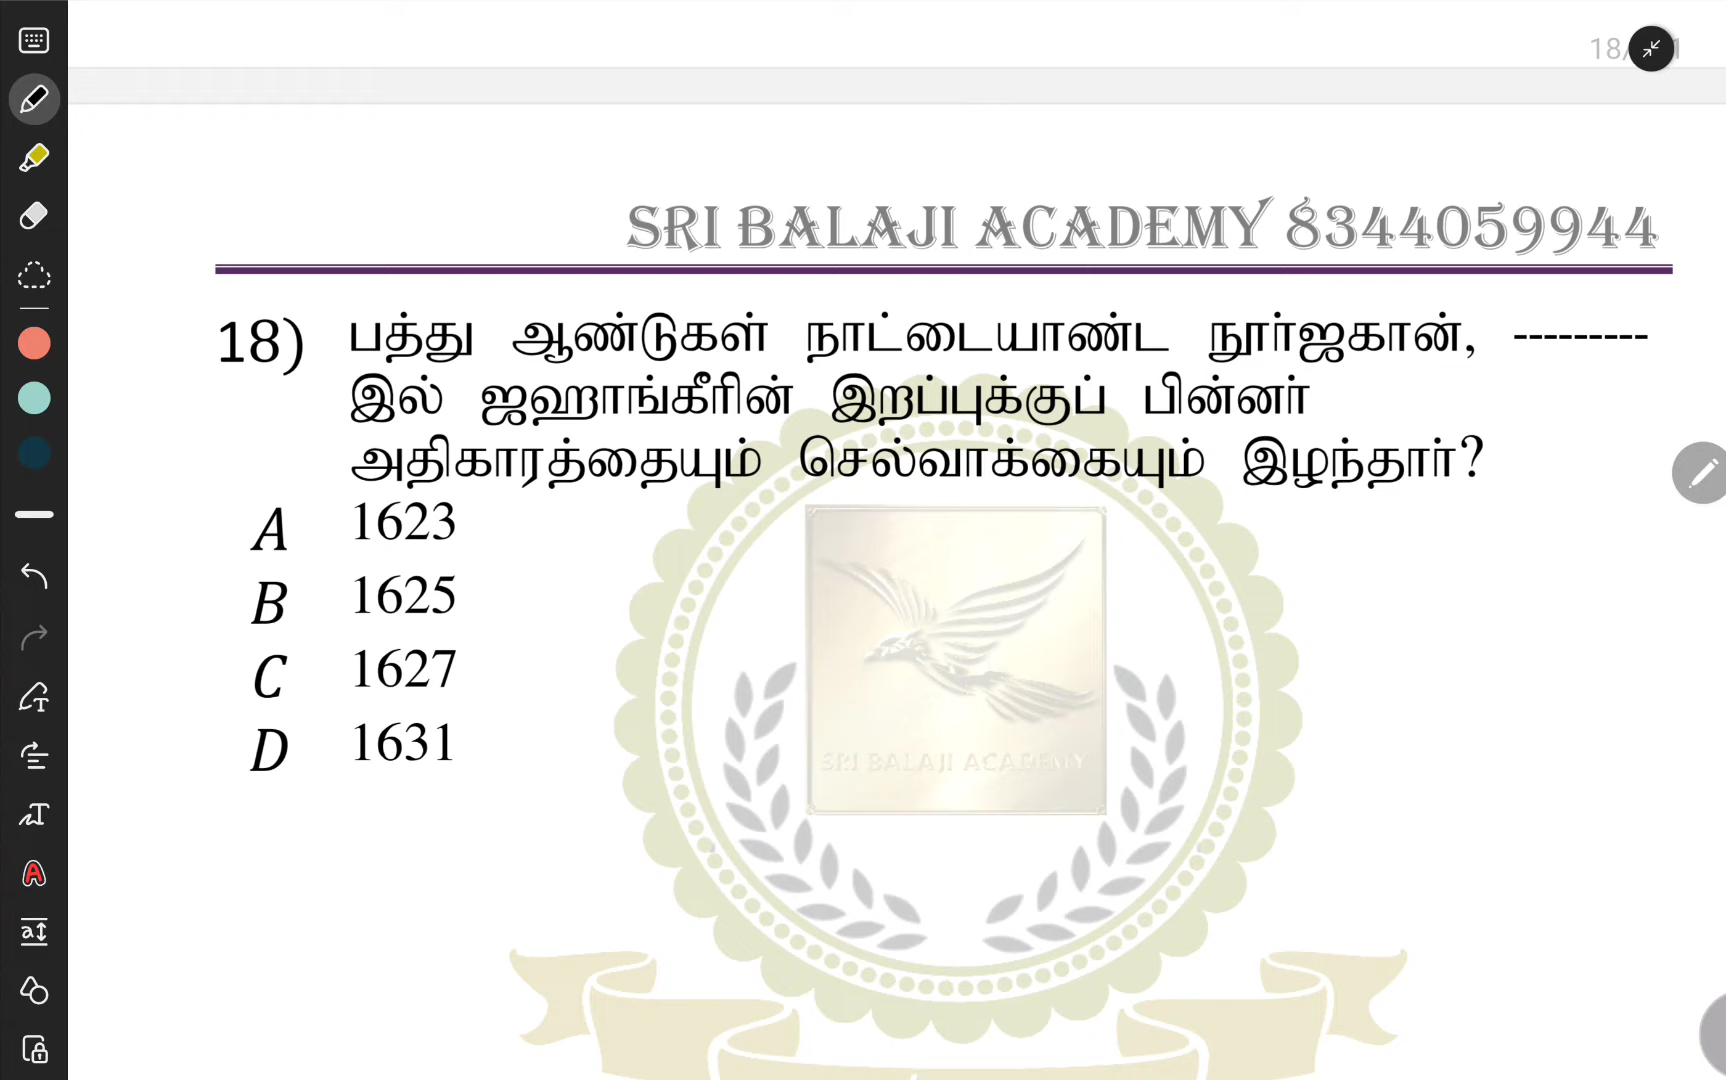 18/
SRI BALAJI ACADEMY 8344059944
18) பத்து ஆண்டுகள் நாட்டையாண்ட நூர்ஜகான், ---------
இல் ஜஹாங்கீரின் இறப்புக்குப் பின்னர்
அதிகாரத்தையும் செல்வாக்கையும் இழந்தார்?
A 1623
B 1625
C 1627
D 1631
SRI BALAJI ACADEMY